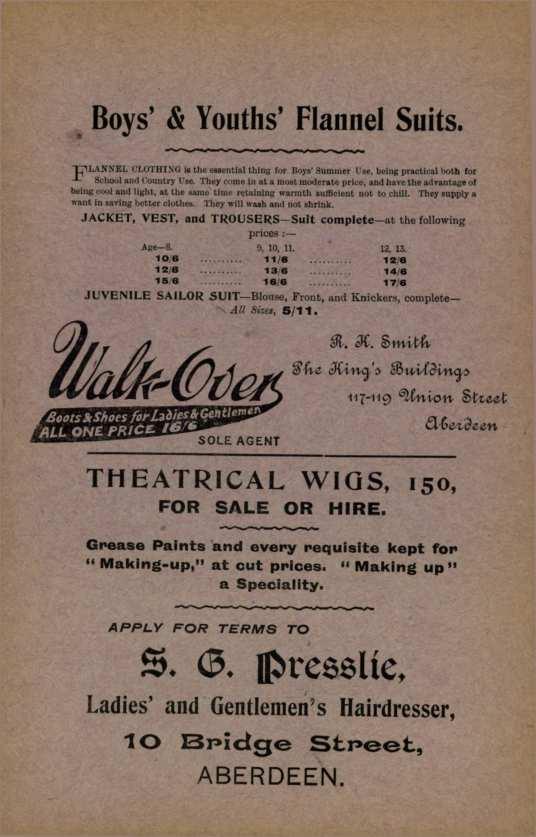 Boys' & Youths' Flannel Suits.
FLANNEL CLOTHING is the essential thing for Boys' Summer Use, being practical both for
School and Country Use. They come in at a most moderate price, and have the advantage of
being cool and light, at the same time retaining warmth sufficient not to chill. They supply a
want in saving better clothes. They will wash and not shrink.
JACKET, VEST, and TROUSERS—Suit complete—at the following
prices :—
Age—8. 9, 10, 11. 12, 13.
10/6 .......... 11/6 .......... 12/6
12/6 .......... 13/6 .......... 14/6
15/6 .......... 16/6 .......... 17/6
JUVENILE SAILOR SUIT—Blouse, Front, and Knickers, complete—
All Sizes, 5/11.
Walk-Over
Boots & Shoes for Ladies & Gentlemen
ALL ONE PRICE 16/6
SOLE AGENT
R. H. Smith
The King's Buildings
117-119 Union Street
Aberdeen
THEATRICAL WIGS, 150,
FOR SALE OR HIRE.
Grease Paints and every requisite kept for
"Making-up," at cut prices. "Making up"
a Speciality.
APPLY FOR TERMS TO
S. G. Presslie,
Ladies' and Gentlemen's Hairdresser,
10 Bridge Street,
ABERDEEN.